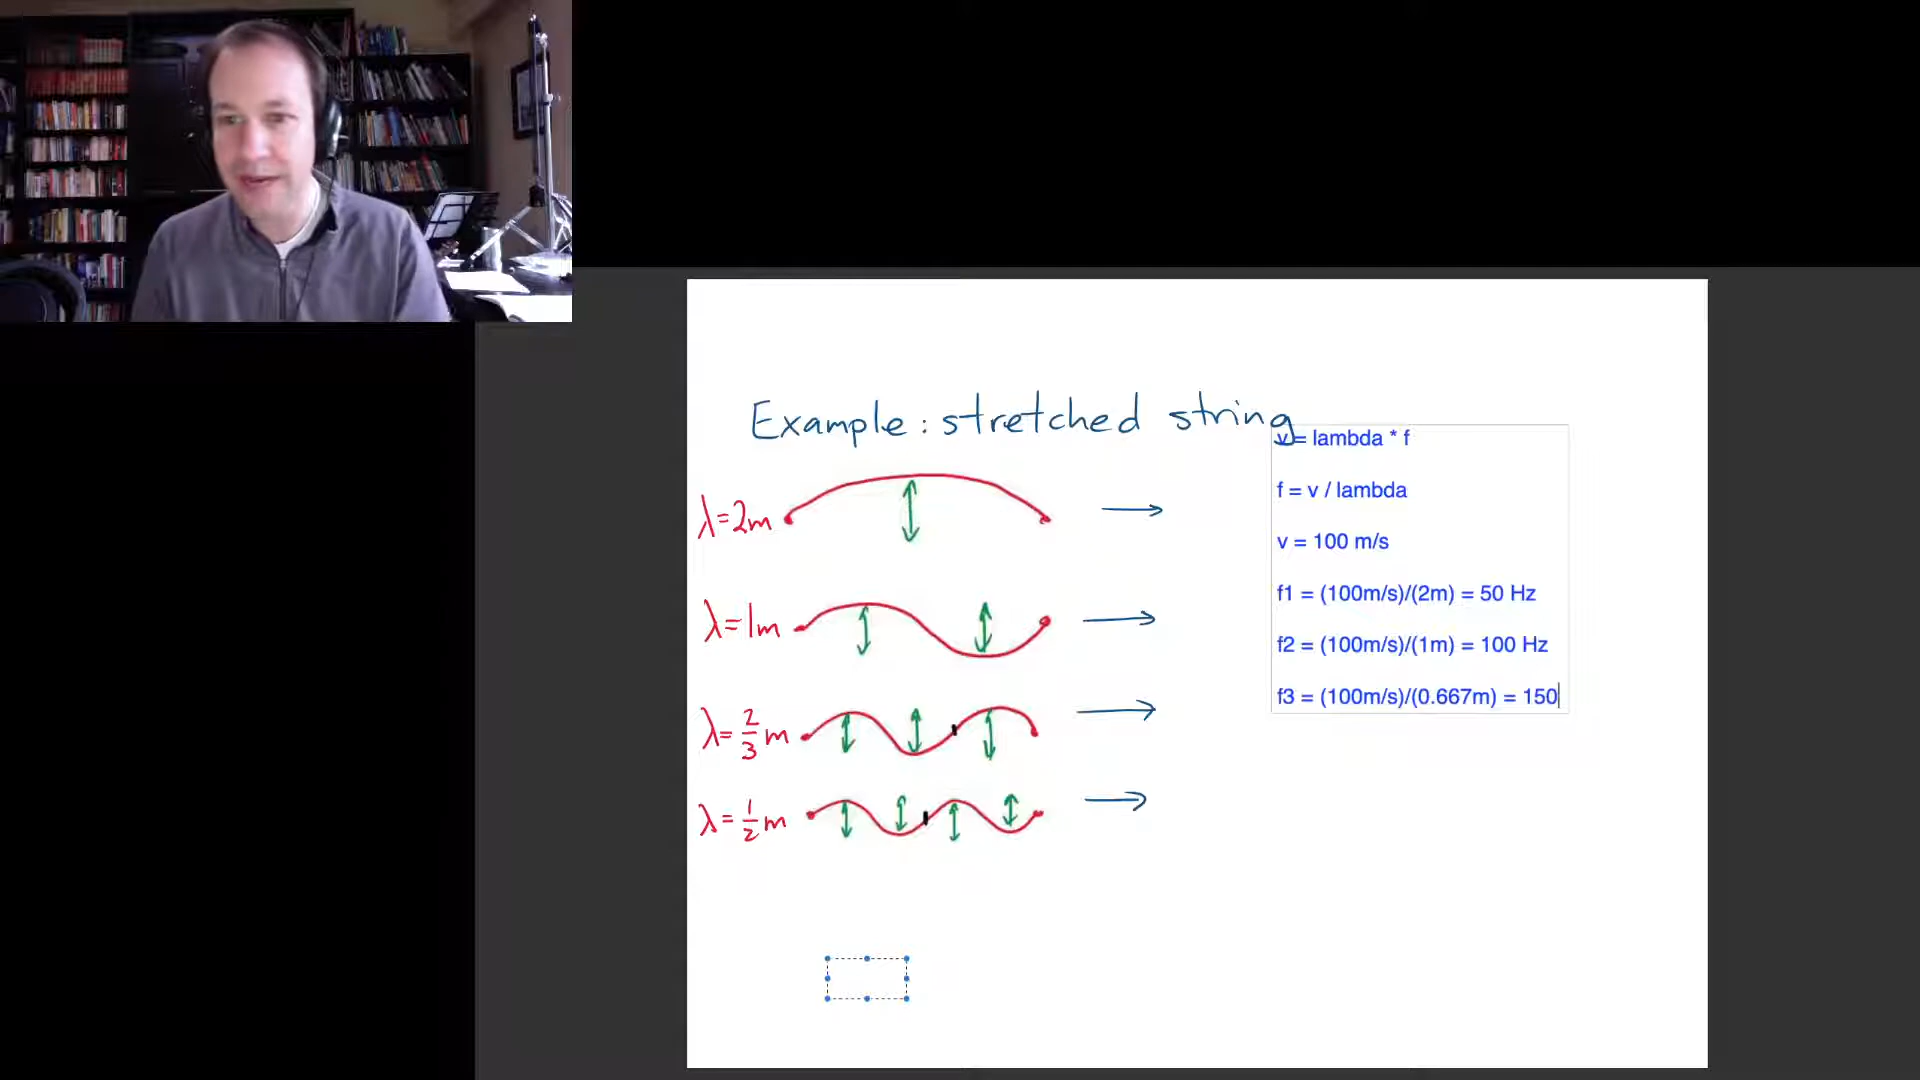 Example: stretched string
v = lambda * f
f = v / lambda
v = 100 m/s
f1 = (100m/s)/(2m) = 50 Hz
f2 = (100m/s)/(1m) = 100 Hz
f3 = (100m/s)/(0.667m) = 150
λ=2m
λ=1m
λ=2/3m
λ=1/2m